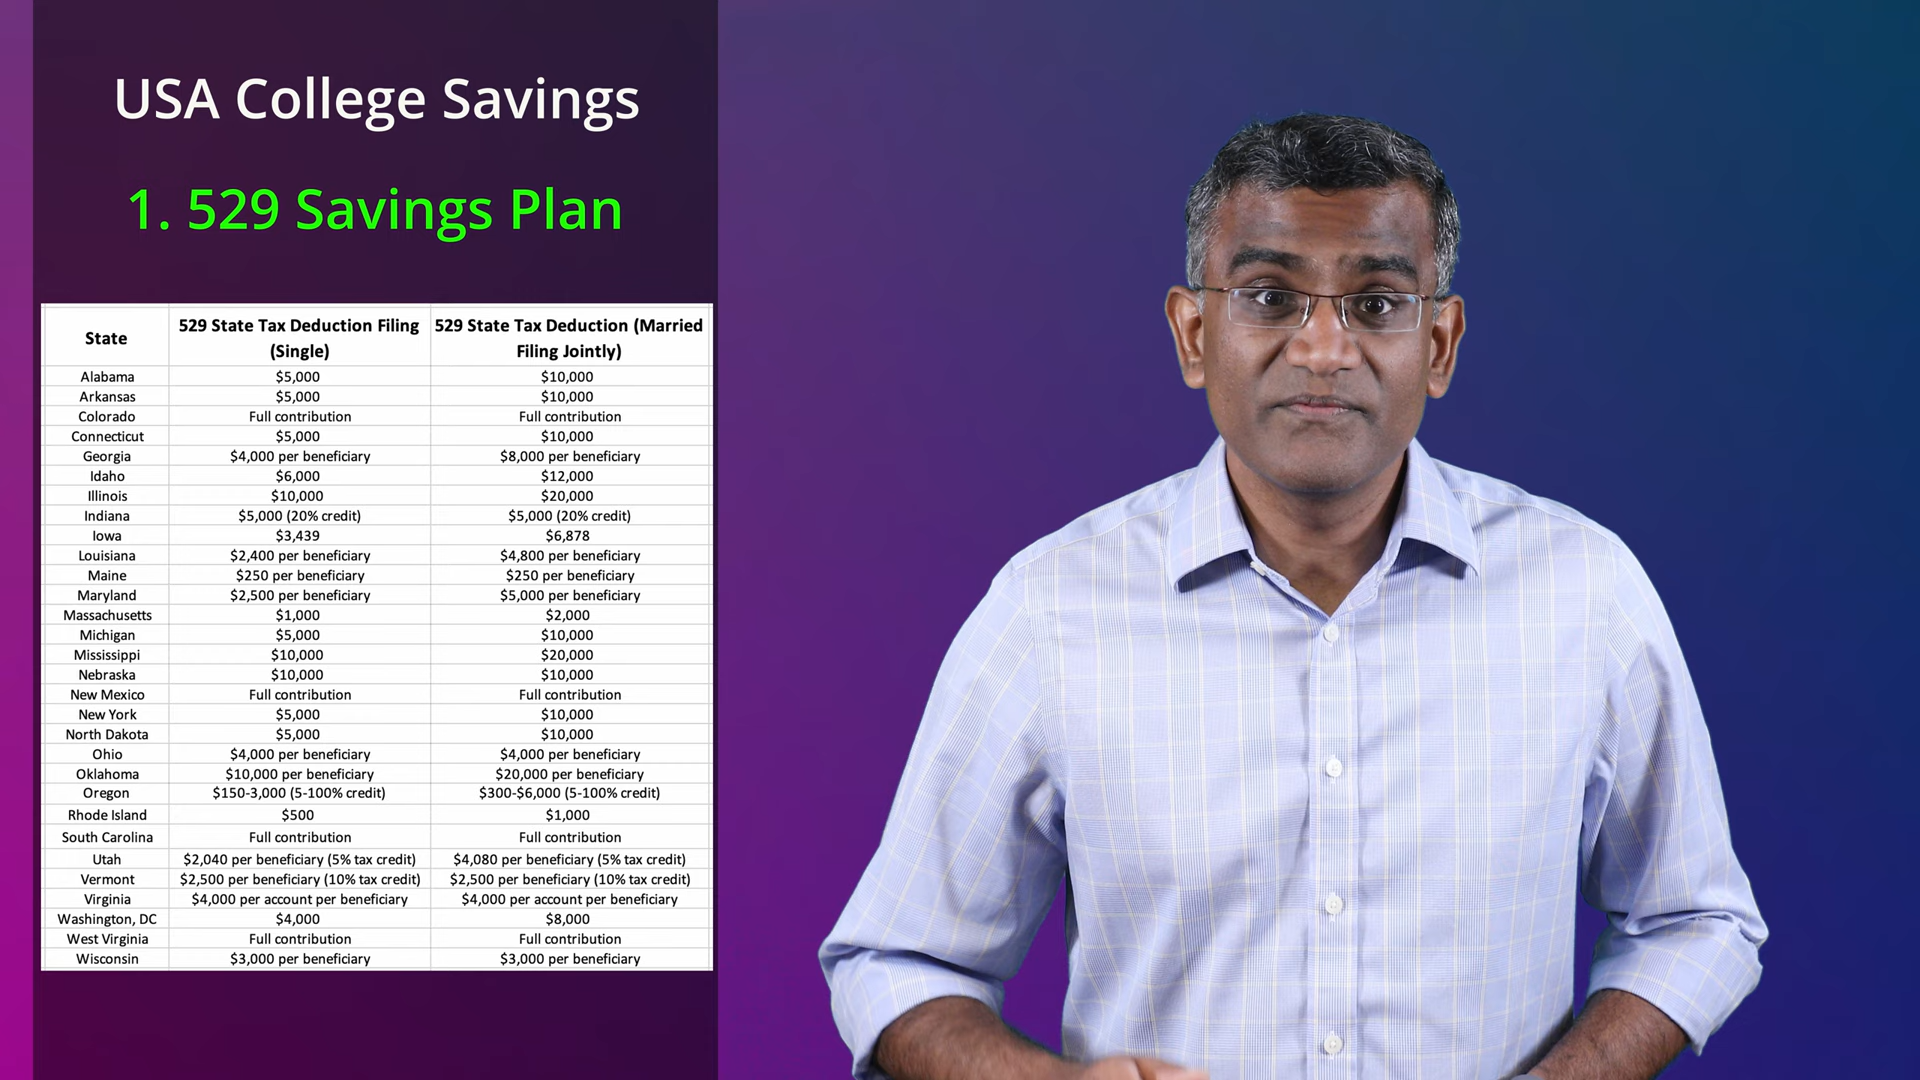 USA College Savings
1. 529 Savings Plan
State 529 State Tax Deduction Filing (Single) 529 State Tax Deduction (Married Filing Jointly)
Alabama $5,000 $10,000
Arkansas $5,000 $10,000
Colorado Full contribution Full contribution
Connecticut $5,000 $10,000
Georgia $4,000 per beneficiary $8,000 per beneficiary
Idaho $6,000 $12,000
Illinois $10,000 $20,000
Indiana $5,000 (20% credit) $5,000 (20% credit)
Iowa $3,439 $6,878
Louisiana $2,400 per beneficiary $4,800 per beneficiary
Maine $250 per beneficiary $250 per beneficiary
Maryland $2,500 per beneficiary $5,000 per beneficiary
Massachusetts $1,000 $2,000
Michigan $5,000 $10,000
Mississippi $10,000 $20,000
Nebraska $10,000 $10,000
New Mexico Full contribution Full contribution
New York $5,000 $10,000
North Dakota $5,000 $10,000
Ohio $4,000 per beneficiary $4,000 per beneficiary
Oklahoma $10,000 per beneficiary $20,000 per beneficiary
Oregon $150-3,000 (5-100% credit) $300-$6,000 (5-100% credit)
Rhode Island $500 $1,000
South Carolina Full contribution Full contribution
Utah $2,040 per beneficiary (5% tax credit) $4,080 per beneficiary (5% tax credit)
Vermont $2,500 per beneficiary (10% tax credit) $2,500 per beneficiary (10% tax credit)
Virginia $4,000 per account per beneficiary $4,000 per account per beneficiary
Washington, DC $4,000 $8,000
West Virginia Full contribution Full contribution
Wisconsin $3,000 per beneficiary $3,000 per beneficiary